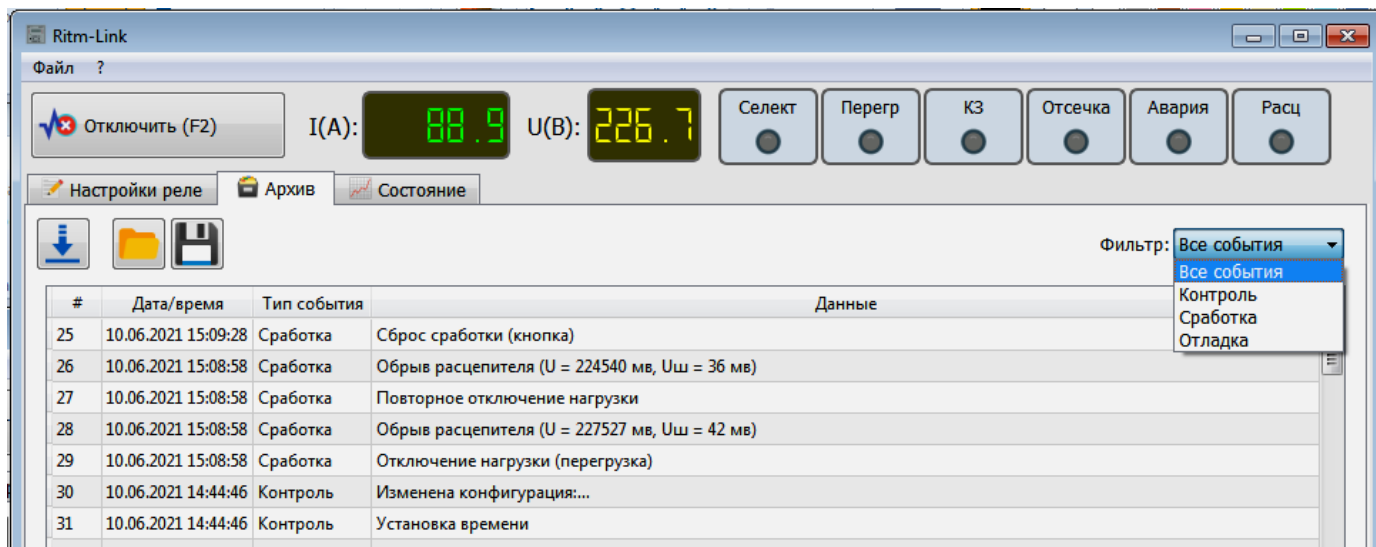 Ritm-Link
Файл ?
Отключить (F2) I(A): 88.9 U(B): 226.7 Селект Перегр КЗ Отсечка Авария Расц
Настройки реле Архив Состояние
Фильтр: Все события
Все события
Контроль
Сработка
Отладка
# Дата/время Тип события Данные
25 10.06.2021 15:09:28 Сработка Сброс сработки (кнопка)
26 10.06.2021 15:08:58 Сработка Обрыв расцепителя (U = 224540 мв, Uш = 36 мв)
27 10.06.2021 15:08:58 Сработка Повторное отключение нагрузки
28 10.06.2021 15:08:58 Сработка Обрыв расцепителя (U = 227527 мв, Uш = 42 мв)
29 10.06.2021 15:08:58 Сработка Отключение нагрузки (перегрузка)
30 10.06.2021 14:44:46 Контроль Изменена конфигурация:...
31 10.06.2021 14:44:46 Контроль Установка времени